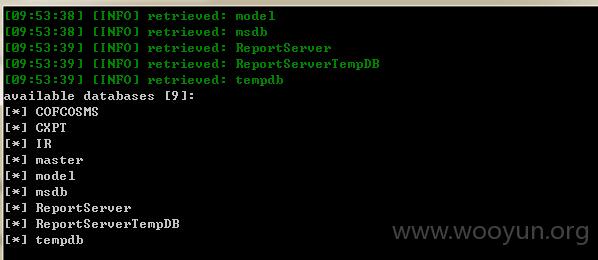 [09:53:38] [INFO] retrieved: model
[09:53:38] [INFO] retrieved: msdb
[09:53:39] [INFO] retrieved: ReportServer
[09:53:39] [INFO] retrieved: ReportServerTempDB
[09:53:39] [INFO] retrieved: tempdb
available databases [9]:
[*] COFCOSMS
[*] CXPT
[*] IR
[*] master
[*] model
[*] msdb
[*] ReportServer
[*] ReportServerTempDB
[*] tempdb
www.wooyun.org